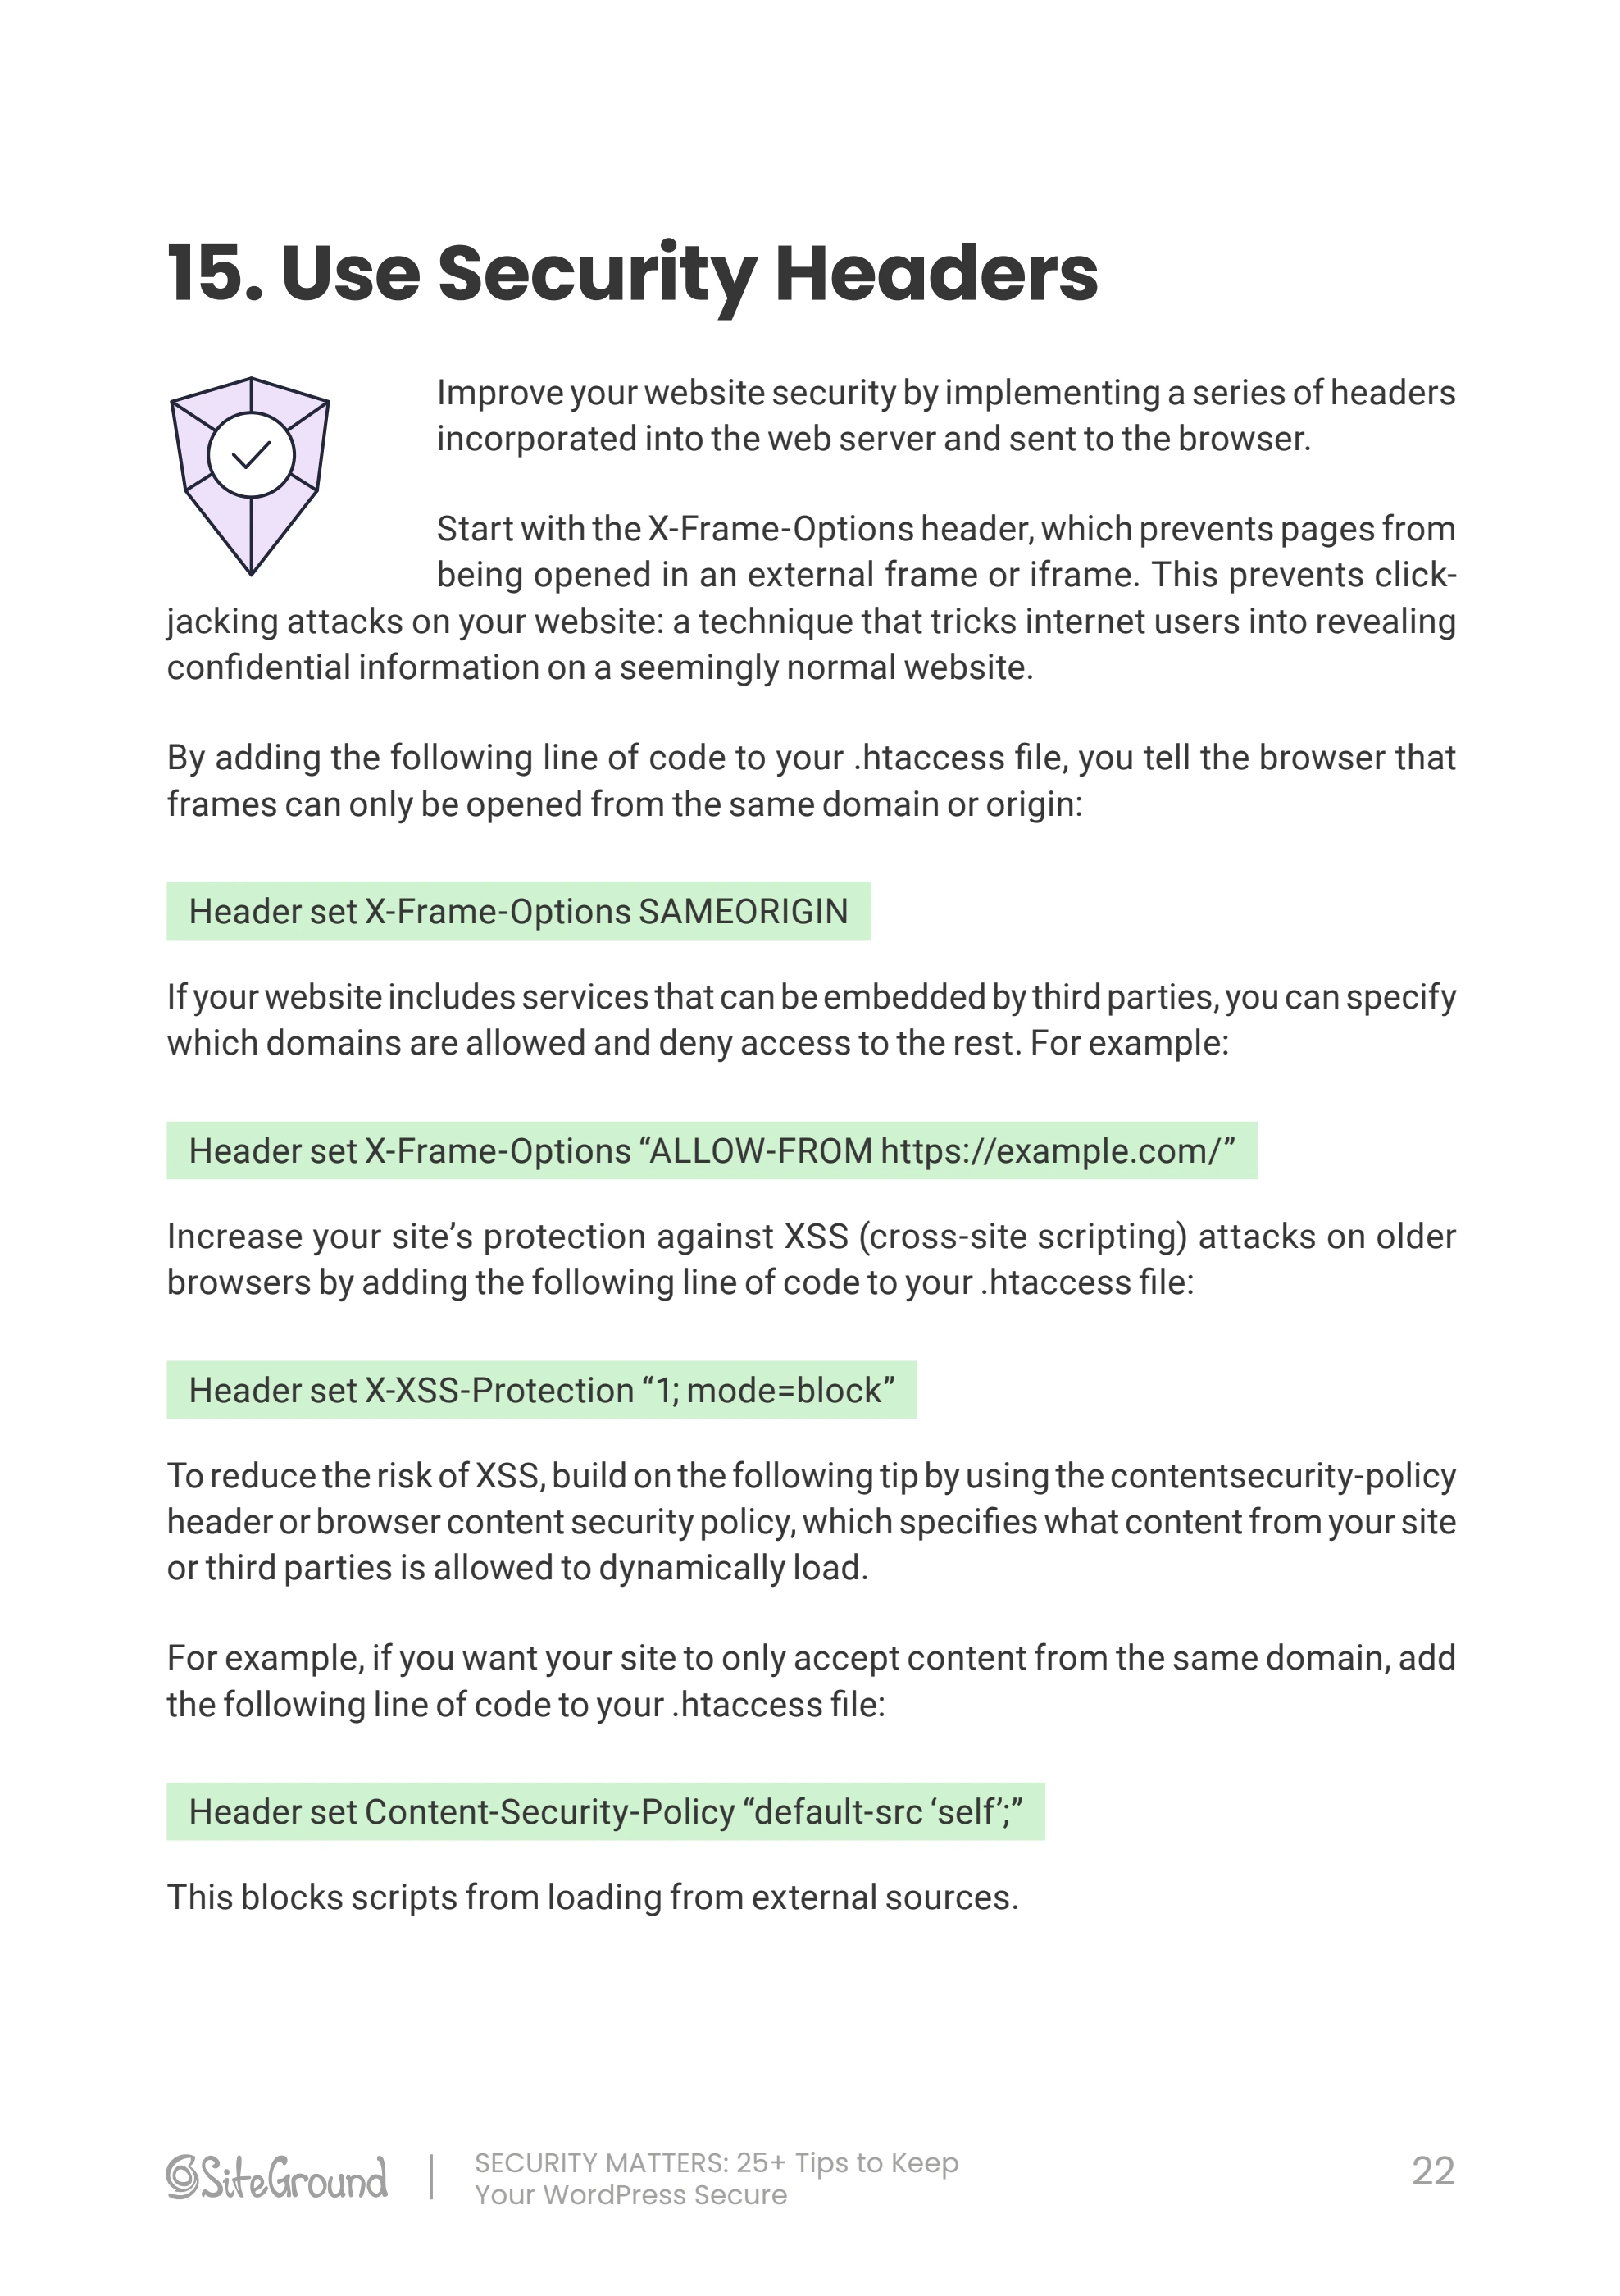 15. Use Security Headers
Improve your website security by implementing a series of headers
incorporated into the web server and sent to the browser.
Start with the X-Frame-Options header, which prevents pages from
being opened in an external frame or iframe. This prevents click-
jacking attacks on your website: a technique that tricks internet users into revealing
confidential information on a seemingly normal website.
By adding the following line of code to your .htaccess file, you tell the browser that
frames can only be opened from the same domain or origin:
Header set X-Frame-Options SAMEORIGIN
If your website includes services that can be embedded by third parties, you can specify
which domains are allowed and deny access to the rest. For example:
Header set X-Frame-Options “ALLOW-FROM https://example.com/”
Increase your site’s protection against XSS (cross-site scripting) attacks on older
browsers by adding the following line of code to your .htaccess file:
Header set X-XSS-Protection “1; mode=block”
To reduce the risk of XSS, build on the following tip by using the contentsecurity-policy
header or browser content security policy, which specifies what content from your site
or third parties is allowed to dynamically load.
For example, if you want your site to only accept content from the same domain, add
the following line of code to your .htaccess file:
Header set Content-Security-Policy “default-src ‘self’;”
This blocks scripts from loading from external sources.
SiteGround
SECURITY MATTERS: 25+ Tips to Keep
Your WordPress Secure
22